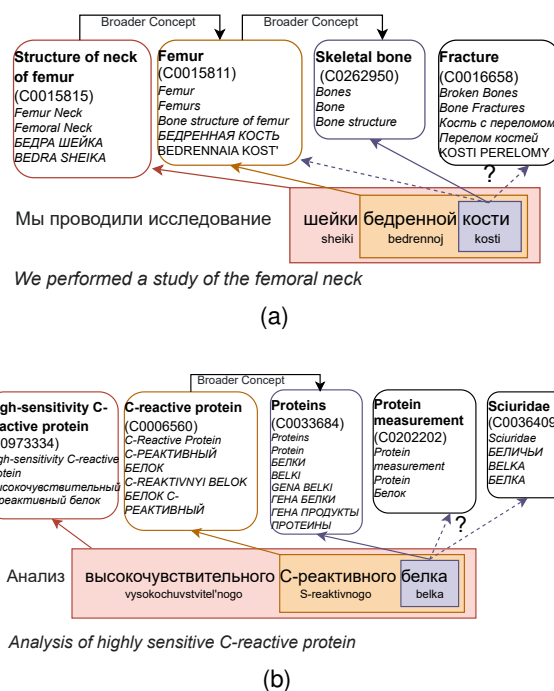 Broader Concept
Broader Concept
Structure of neck
of femur
(C0015815)
Femur Neck
Femoral Neck
БЕДРА ШЕЙКА
BEDRA SHEIKA
Femur
(C0015811)
Femur
Femurs
Bone structure of femur
БЕДРЕННАЯ КОСТЬ
BEDRENNAIA KOST'
Skeletal bone
(C0262950)
Bones
Bone
Bone structure
Fracture
(C0016658)
Broken Bones
Bone Fractures
Кость с переломом
Перелом костей
KOSTI PERELOMY
?
Мы проводили исследование шейки бедренной кости
sheiki bedrennoj kosti
We performed a study of the femoral neck
(a)
Broader Concept
gh-sensitivity C-
eactive protein
0973334)
gh-sensitivity C-reactive
otein
ысокочувствительный
реактивный белок
C-reactive protein
(C0006560)
C-Reactive Protein
С-РЕАКТИВНЫЙ
БЕЛОК
C-REAKTIVNYI BELOK
БЕЛОК С-
РЕАКТИВНЫЙ
Proteins
(C0033684)
Proteins
Protein
БЕЛКИ
BELKI
GENA BELKI
ГЕНА БЕЛКИ
ГЕНА ПРОДУКТЫ
ПРОТЕИНЫ
Protein
measurement
(C0202202)
Protein
measurement
Protein
Белок
Sciuridae
(C0036409
Sciuridae
БЕЛИЧЬИ
BELKA
БЕЛКА
?
Анализ высокочувствительного С-реактивного белка
vysokochuvstvitel'nogo S-reaktivnogo belka
Analysis of highly sensitive C-reactive protein
(b)